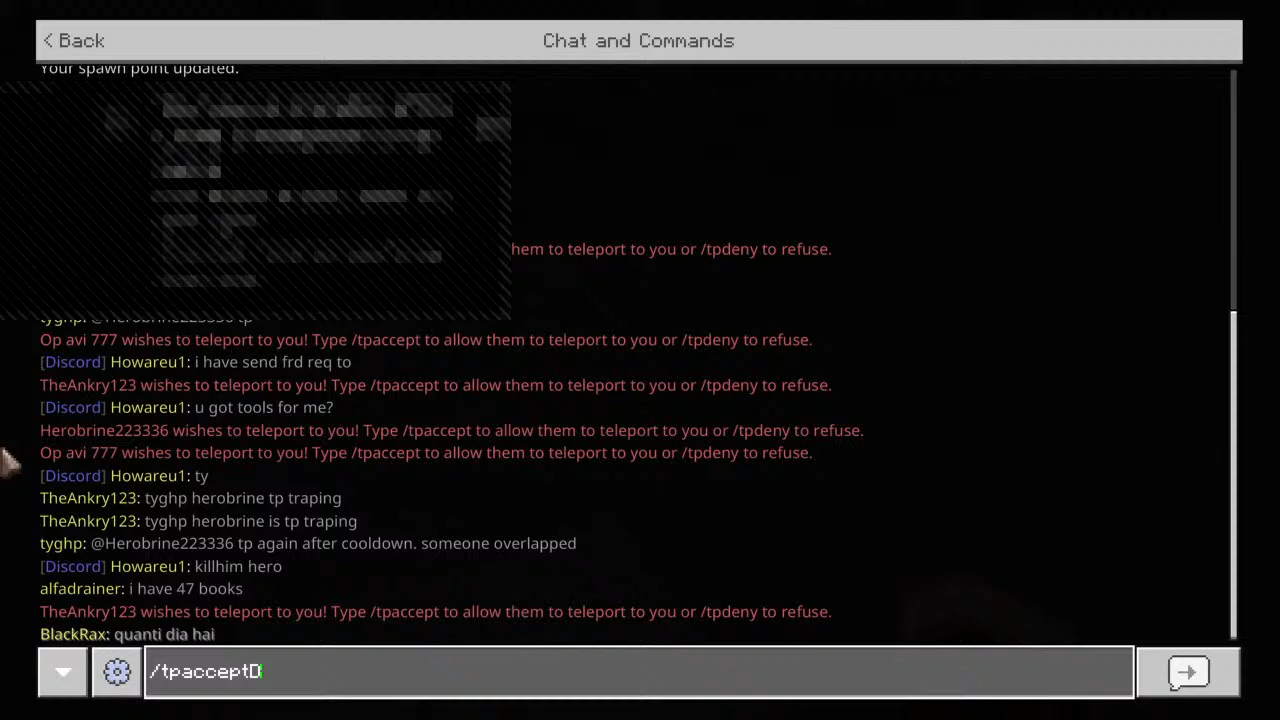 < Back
Chat and Commands
Your spawn point updated.
hem to teleport to you or /tpdeny to refuse.
tyghp: @Herobrine223336 tp
Op avi 777 wishes to teleport to you! Type /tpaccept to allow them to teleport to you or /tpdeny to refuse.
[Discord] Howareu1: i have send frd req to
TheAnkry123 wishes to teleport to you! Type /tpaccept to allow them to teleport to you or /tpdeny to refuse.
[Discord] Howareu1: u got tools for me?
Herobrine223336 wishes to teleport to you! Type /tpaccept to allow them to teleport to you or /tpdeny to refuse.
Op avi 777 wishes to teleport to you! Type /tpaccept to allow them to teleport to you or /tpdeny to refuse.
[Discord] Howareu1: ty
TheAnkry123: tyghp herobrine tp traping
TheAnkry123: tyghp herobrine is tp traping
tyghp: @Herobrine223336 tp again after cooldown. someone overlapped
[Discord] Howareu1: killhim hero
alfadrainer: i have 47 books
TheAnkry123 wishes to teleport to you! Type /tpaccept to allow them to teleport to you or /tpdeny to refuse.
BlackRax: quanti dia hai
/tpacceptD